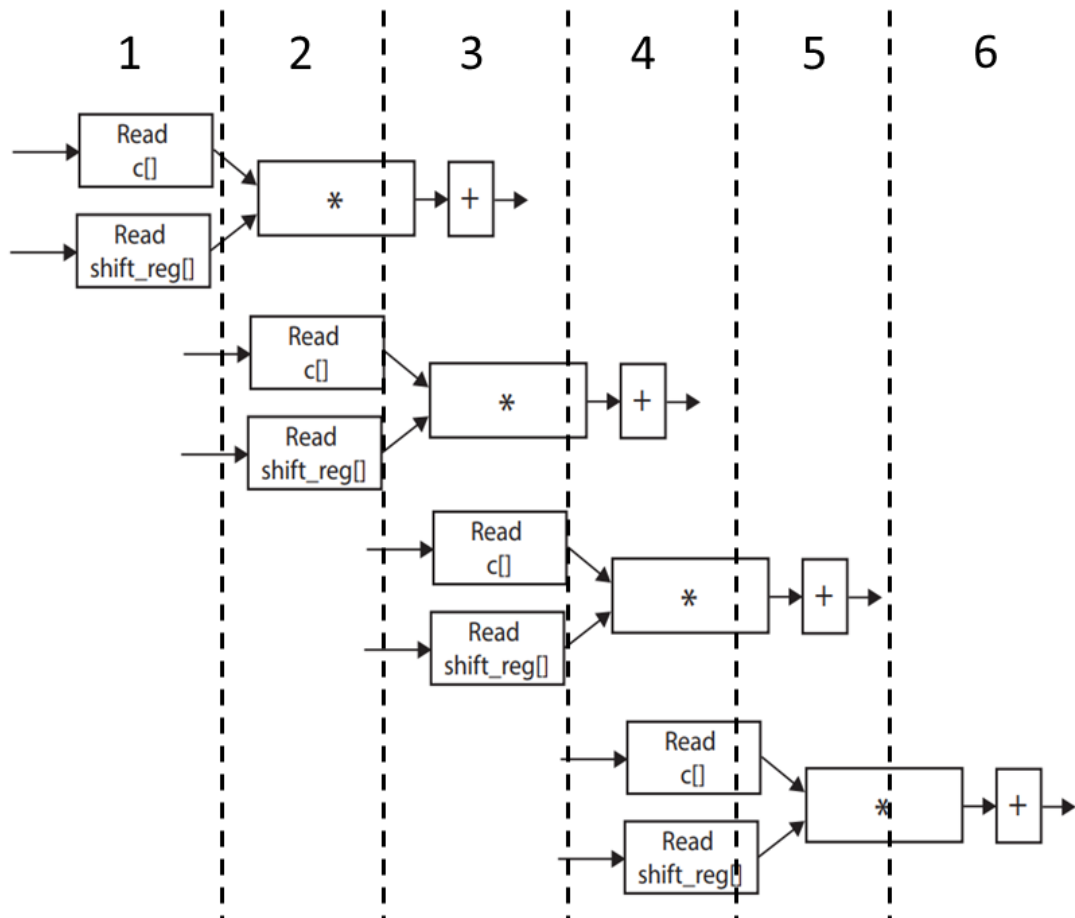 1 2 3 4 5 6
Read
c[]
*
+
Read
shift_reg[]
Read
c[]
*
+
Read
shift_reg[]
Read
c[]
*
+
Read
shift_reg[]
Read
c[]
*
+
Read
shift_reg[]